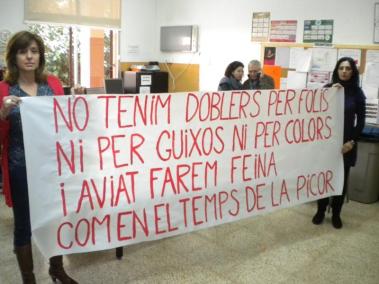 NO TENIM DOBLERS PER FOLIS
NI PER GUIXOS NI PER COLORS
I AVIAT FAREM FEINA
COM EN EL TEMPS DE LA PICOR